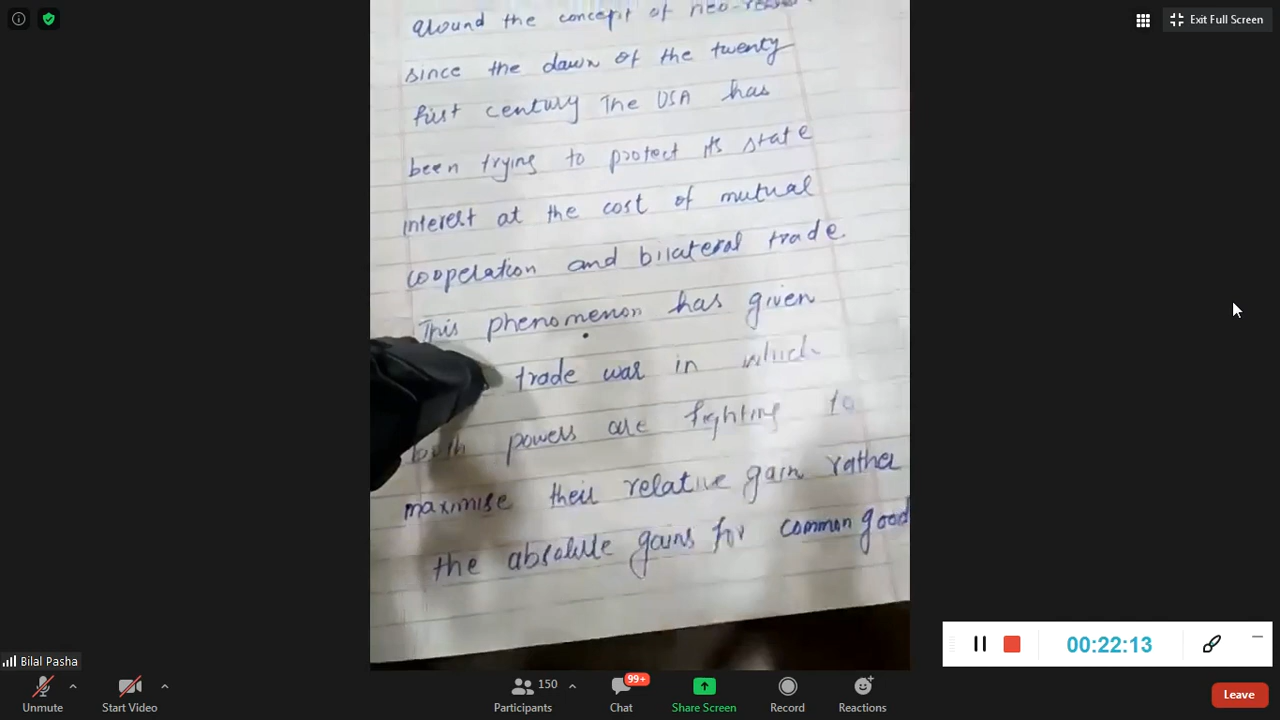 Exit Full Screen
around the concept of
since the dawn of the twenty
first century The USA has
been trying to protect its state
interest at the cost of mutual
cooperation and bilateral trade.
This phenomenon has given
trade war in which
both powers are fighting to
maximise their relative gain rather
the absolute gains for common good
00:22:13
Bilal Pasha
150
99+
Unmute
Start Video
Participants
Chat
Share Screen
Record
Reactions
Leave